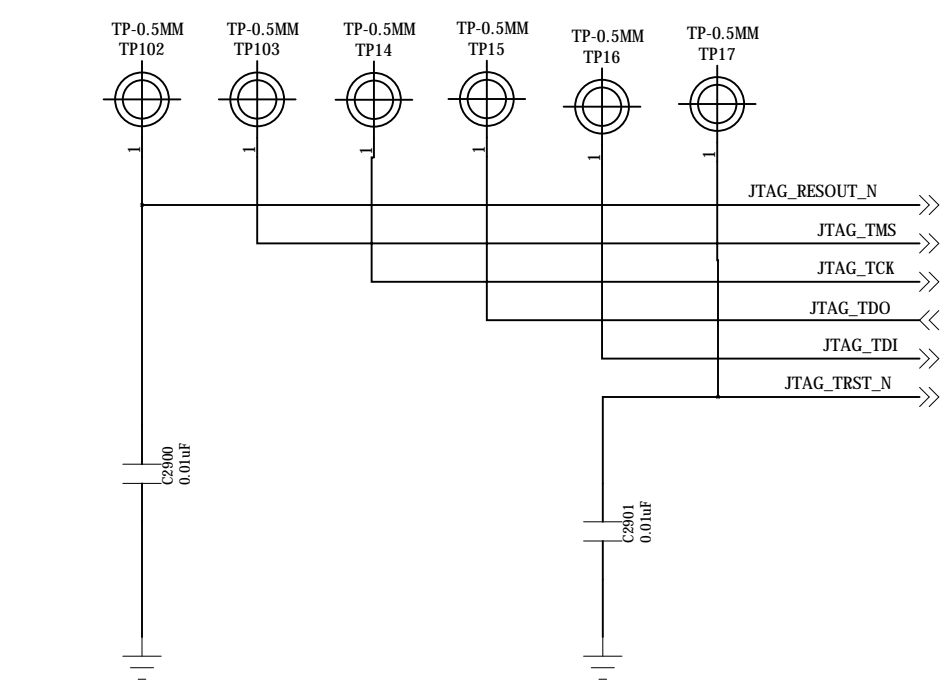 TP-0.5MM
TP102
TP-0.5MM
TP103
TP-0.5MM
TP14
TP-0.5MM
TP15
TP-0.5MM
TP16
TP-0.5MM
TP17
1
1
1
1
1
1
JTAG_RESOUT_N
JTAG_TMS
JTAG_TCK
JTAG_TDO
JTAG_TDI
JTAG_TRST_N
C2900
0.01uF
C2901
0.01uF